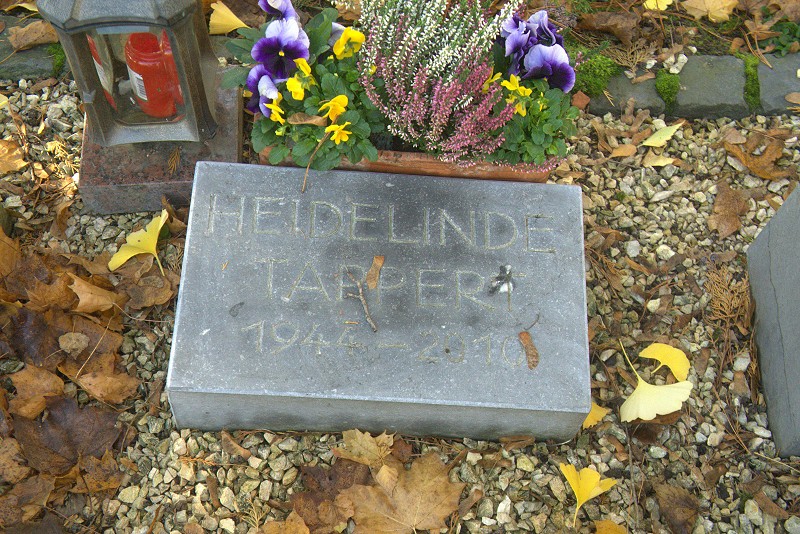 HEIDELINDE
TAPPERT
1944 – 2010